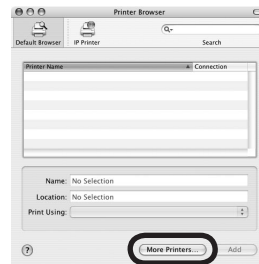 Printer Browser
Default Browser IP Printer Search
Printer Name Connection
Name: No Selection
Location: No Selection
Print Using:
? More Printers... Add